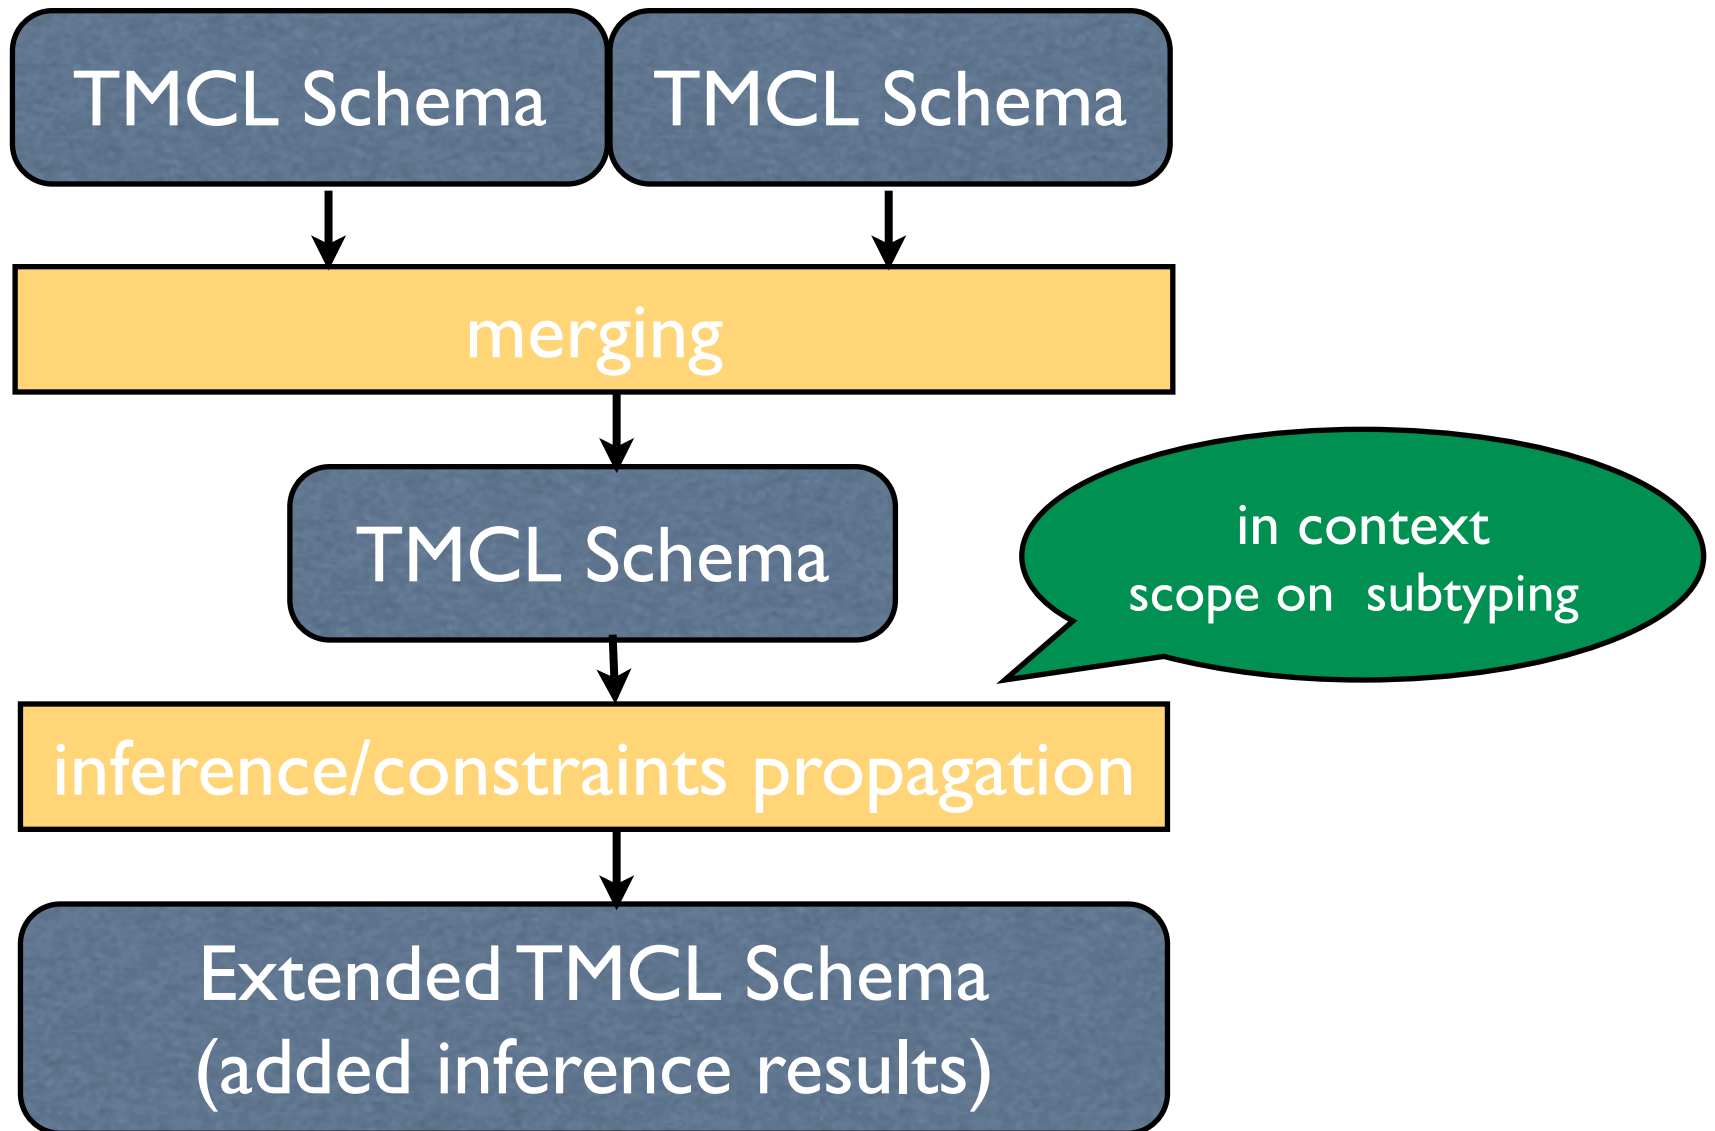 TMCL Schema
TMCL Schema
merging
TMCL Schema
in context
scope on subtyping
inference/constraints propagation
Extended TMCL Schema
(added inference results)